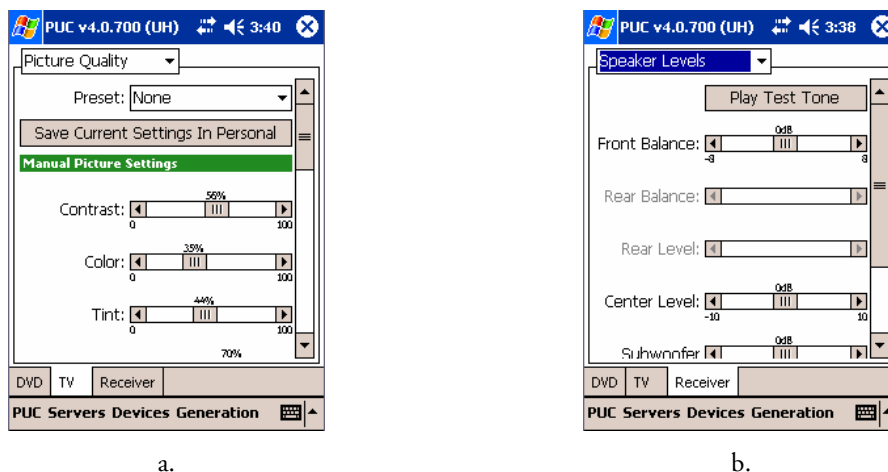 PUC v4.0.700 (UH) 3:40
Picture Quality
Preset: None
Save Current Settings In Personal
Manual Picture Settings
56%
Contrast:
0 100
35%
Color:
0 100
44%
Tint:
0 100
70%
DVD TV Receiver
PUC Servers Devices Generation
a.
PUC v4.0.700 (UH) 3:38
Speaker Levels
Play Test Tone
0dB
Front Balance:
-8 8
Rear Balance:
Rear Level:
0dB
Center Level:
-10 10
0dB
Subwoofer
DVD TV Receiver
PUC Servers Devices Generation
b.